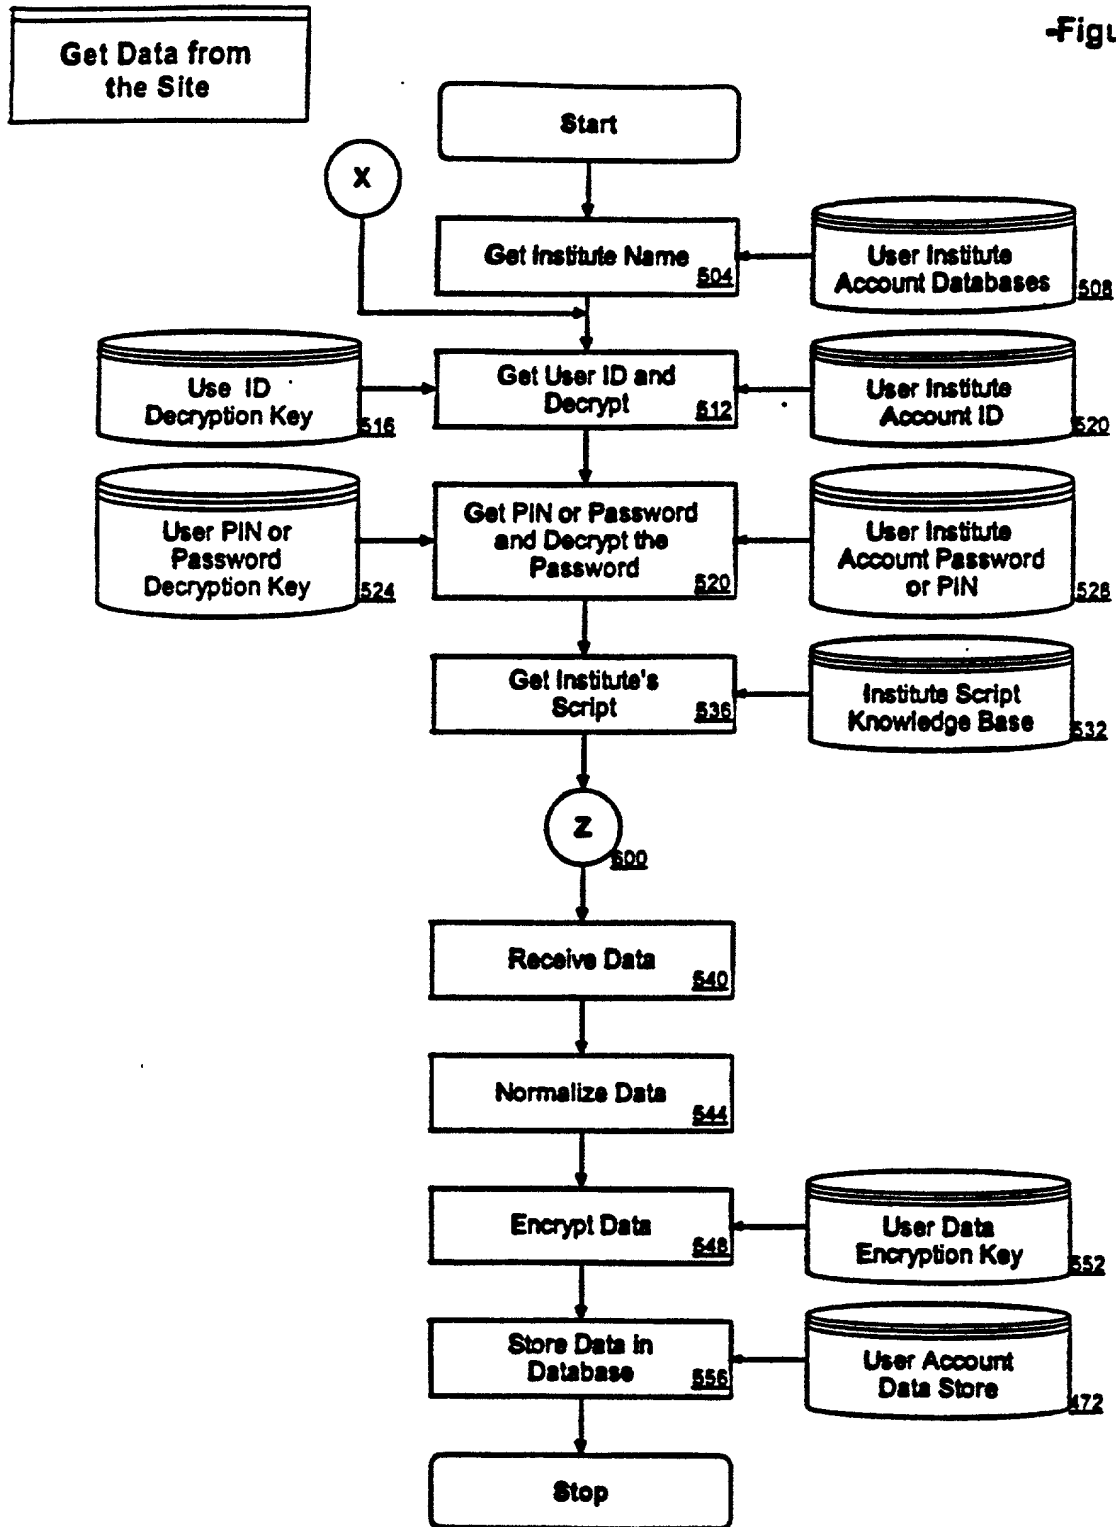 Get Data from
the Site
Start
X
Get Institute Name
504
User Institute
Account Databases
508
Use ID
Decryption Key
516
Get User ID and
Decrypt
512
User Institute
Account ID
520
User PIN or
Password
Decryption Key
524
Get PIN or Password
and Decrypt the
Password
520
User Institute
Account Password
or PIN
528
Get Institute's
Script
536
Institute Script
Knowledge Base
532
Z
600
Receive Data
540
Normalize Data
544
Encrypt Data
548
User Data
Encryption Key
552
Store Data in
Database
556
User Account
Data Store
472
Stop